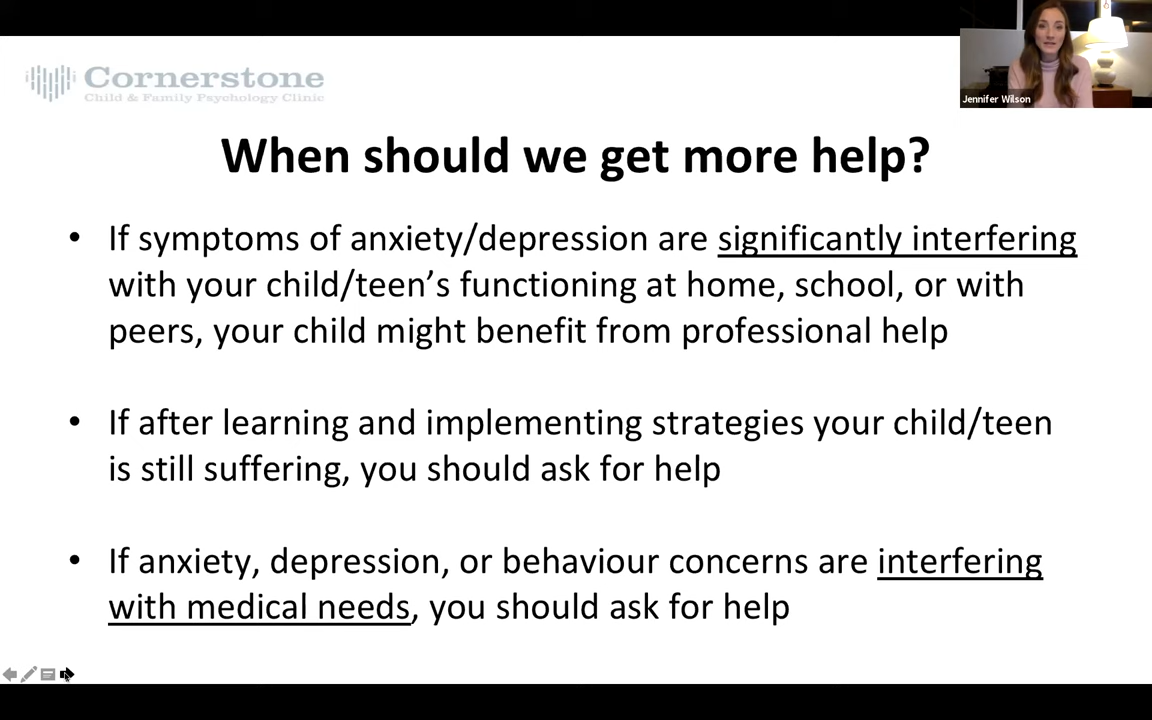 Cornerstone
Child & Family Psychology Clinic
Jennifer Wilson
When should we get more help?
• If symptoms of anxiety/depression are significantly interfering
with your child/teen’s functioning at home, school, or with
peers, your child might benefit from professional help
• If after learning and implementing strategies your child/teen
is still suffering, you should ask for help
• If anxiety, depression, or behaviour concerns are interfering
with medical needs, you should ask for help